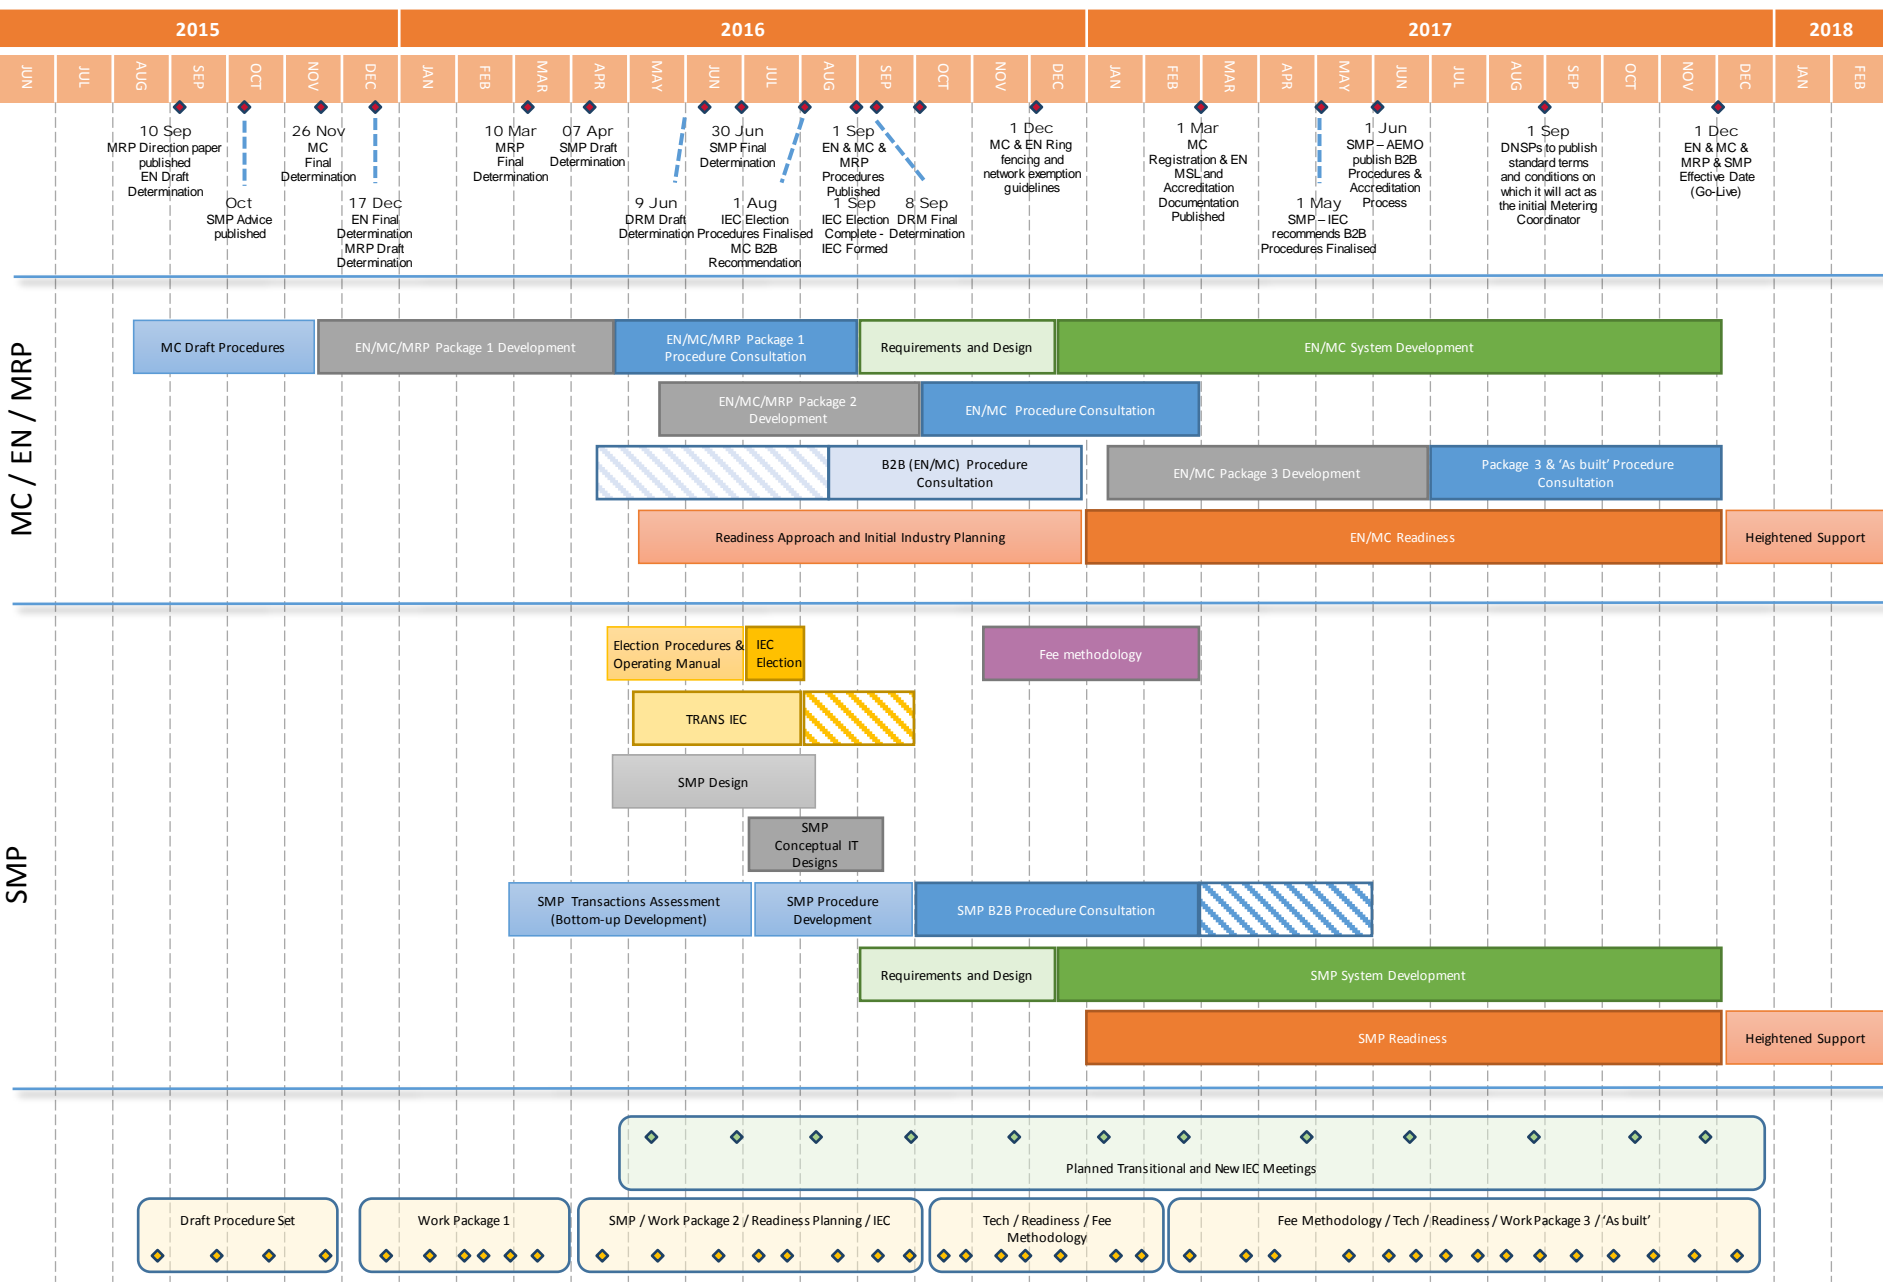 2015
2016
2017
2018
JUN
JUL
AUG
SEP
OCT
NOV
DEC
JAN
FEB
MAR
APR
MAY
JUN
JUL
AUG
SEP
OCT
NOV
DEC
JAN
FEB
MAR
APR
MAY
JUN
JUL
AUG
SEP
OCT
NOV
DEC
JAN
FEB
10 Sep
MRP Direction paper
published
EN Draft
Determination
Oct
SMP Advice
published
26 Nov
MC
Final
Determination
17 Dec
EN Final
Determination
MRP Draft
Determination
10 Mar
MRP
Final
Determination
07 Apr
SMP Draft
Determination
9 Jun
DRM Draft
Determination
30 Jun
SMP Final
Determination
1 Aug
IEC Election
Procedures Finalised
MC B2B
Recommendation
1 Sep
EN & MC &
MRP
Procedures
Published
1 Sep
IEC Election
Complete -
IEC Formed
8 Sep
DRM Final
Determination
1 Dec
MC & EN Ring
fencing and
network exemption
guidelines
1 Mar
MC
Registration & EN
MSL and
Accreditation
Documentation
Published
1 May
SMP – IEC
recommends B2B
Procedures Finalised
1 Jun
SMP – AEMO
publish B2B
Procedures &
Accreditation
Process
1 Sep
DNSPs to publish
standard terms
and conditions on
which it will act as
the initial Metering
Coordinator
1 Dec
EN & MC &
MRP & SMP
Effective Date
(Go-Live)
MC / EN / MRP
MC Draft Procedures
EN/MC/MRP Package 1 Development
EN/MC/MRP Package 1
Procedure Consultation
Requirements and Design
EN/MC System Development
EN/MC/MRP Package 2
Development
EN/MC Procedure Consultation
B2B (EN/MC) Procedure
Consultation
EN/MC Package 3 Development
Package 3 & ‘As built’ Procedure
Consultation
Readiness Approach and Initial Industry Planning
EN/MC Readiness
Heightened Support
SMP
Election Procedures &
Operating Manual
IEC
Election
Fee methodology
TRANS IEC
SMP Design
SMP
Conceptual IT
Designs
SMP Transactions Assessment
(Bottom-up Development)
SMP Procedure
Development
SMP B2B Procedure Consultation
Requirements and Design
SMP System Development
SMP Readiness
Heightened Support
Planned Transitional and New IEC Meetings
Draft Procedure Set
Work Package 1
SMP / Work Package 2 / Readiness Planning / IEC
Tech / Readiness / Fee
Methodology
Fee Methodology / Tech / Readiness / Work Package 3 / ‘As built’